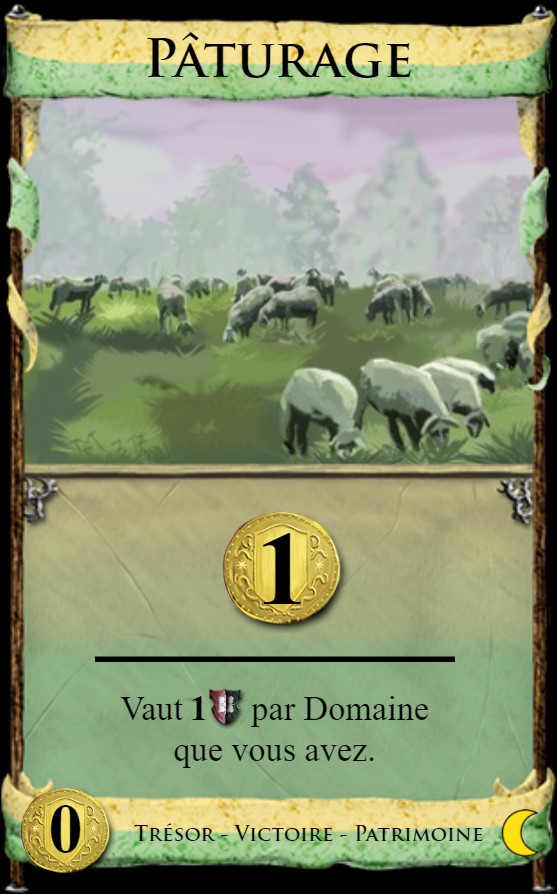 Pâturage
1
Vaut 1 par Domaine
que vous avez.
0 Trésor - Victoire - Patrimoine